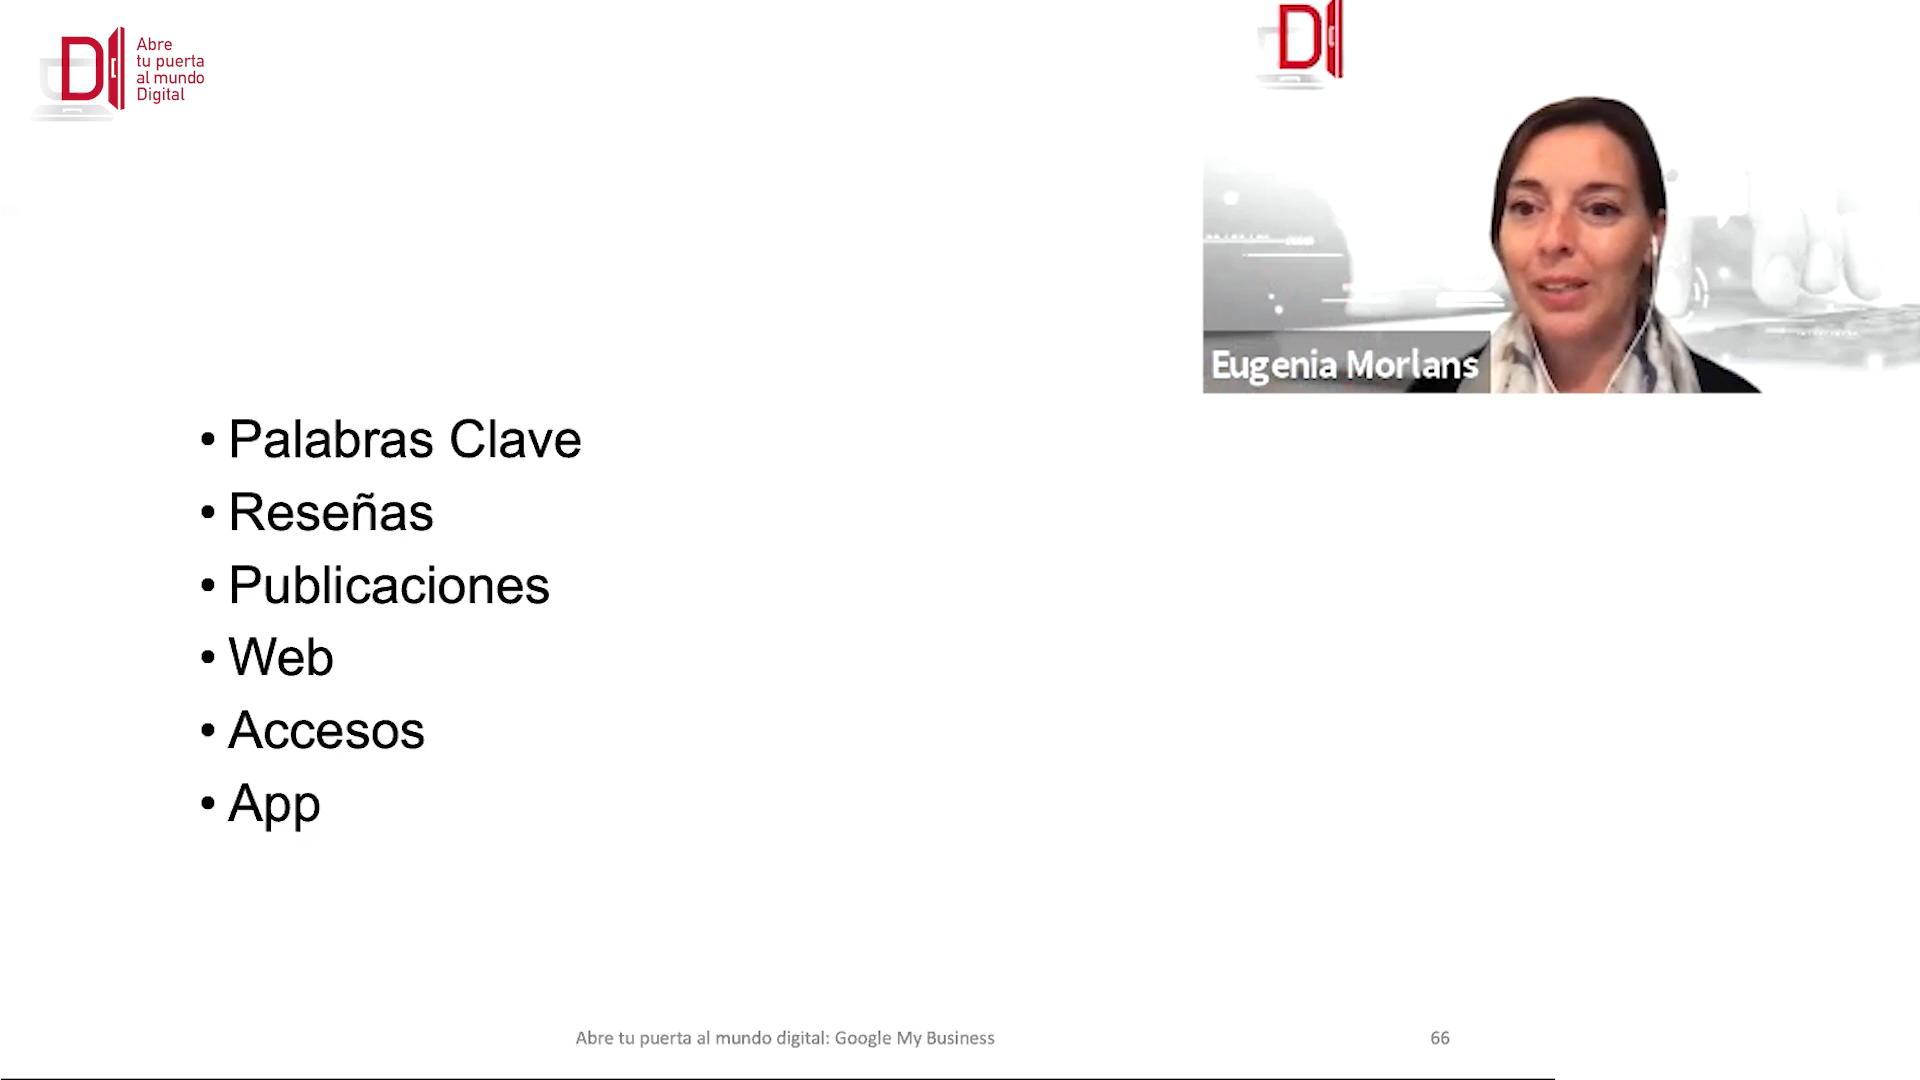 Abre
tu puerta
al mundo
Digital
Eugenia Morlans
• Palabras Clave
• Reseñas
• Publicaciones
• Web
• Accesos
• App
Abre tu puerta al mundo digital: Google My Business
66